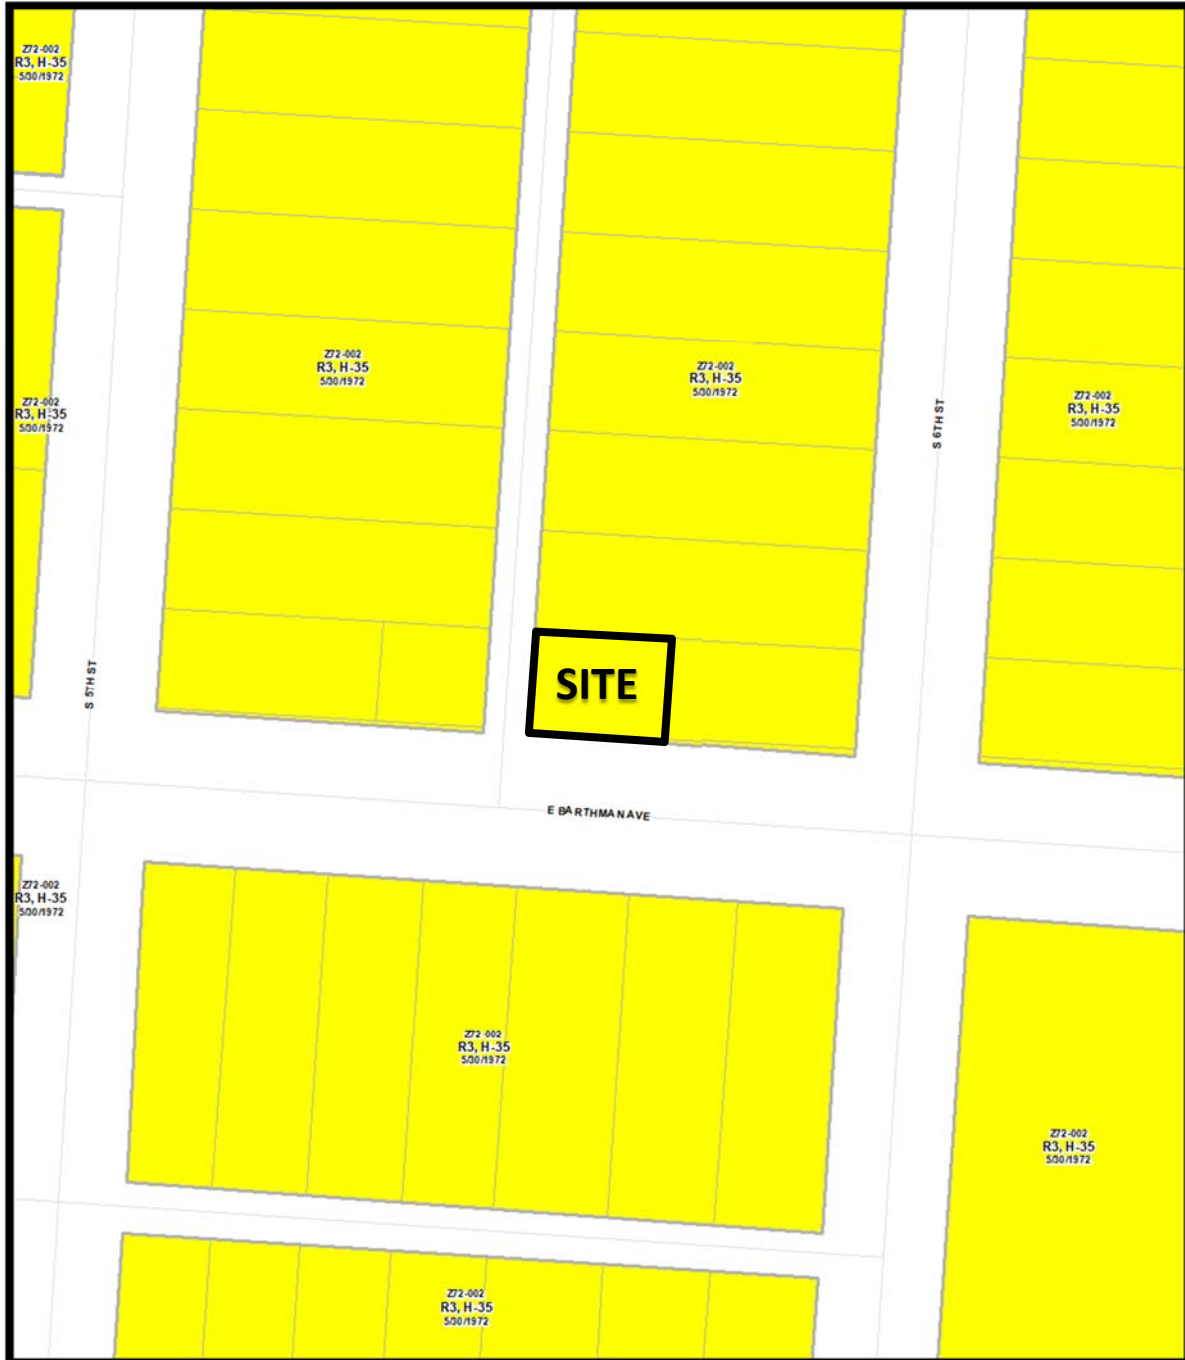 Z72-002
R3, H-35
5/30/1972
Z72-002
R3, H-35
5/30/1972
Z72-002
R3, H-35
5/30/1972
Z72-002
R3, H-35
5/30/1972
Z72-002
R3, H-35
5/30/1972
S 6TH ST
S 5TH ST
SITE
E BARTHMAN AVE
Z72-002
R3, H-35
5/30/1972
Z72-002
R3, H-35
5/30/1972
Z72-002
R3, H-35
5/30/1972
Z72-002
R3, H-35
5/30/1972